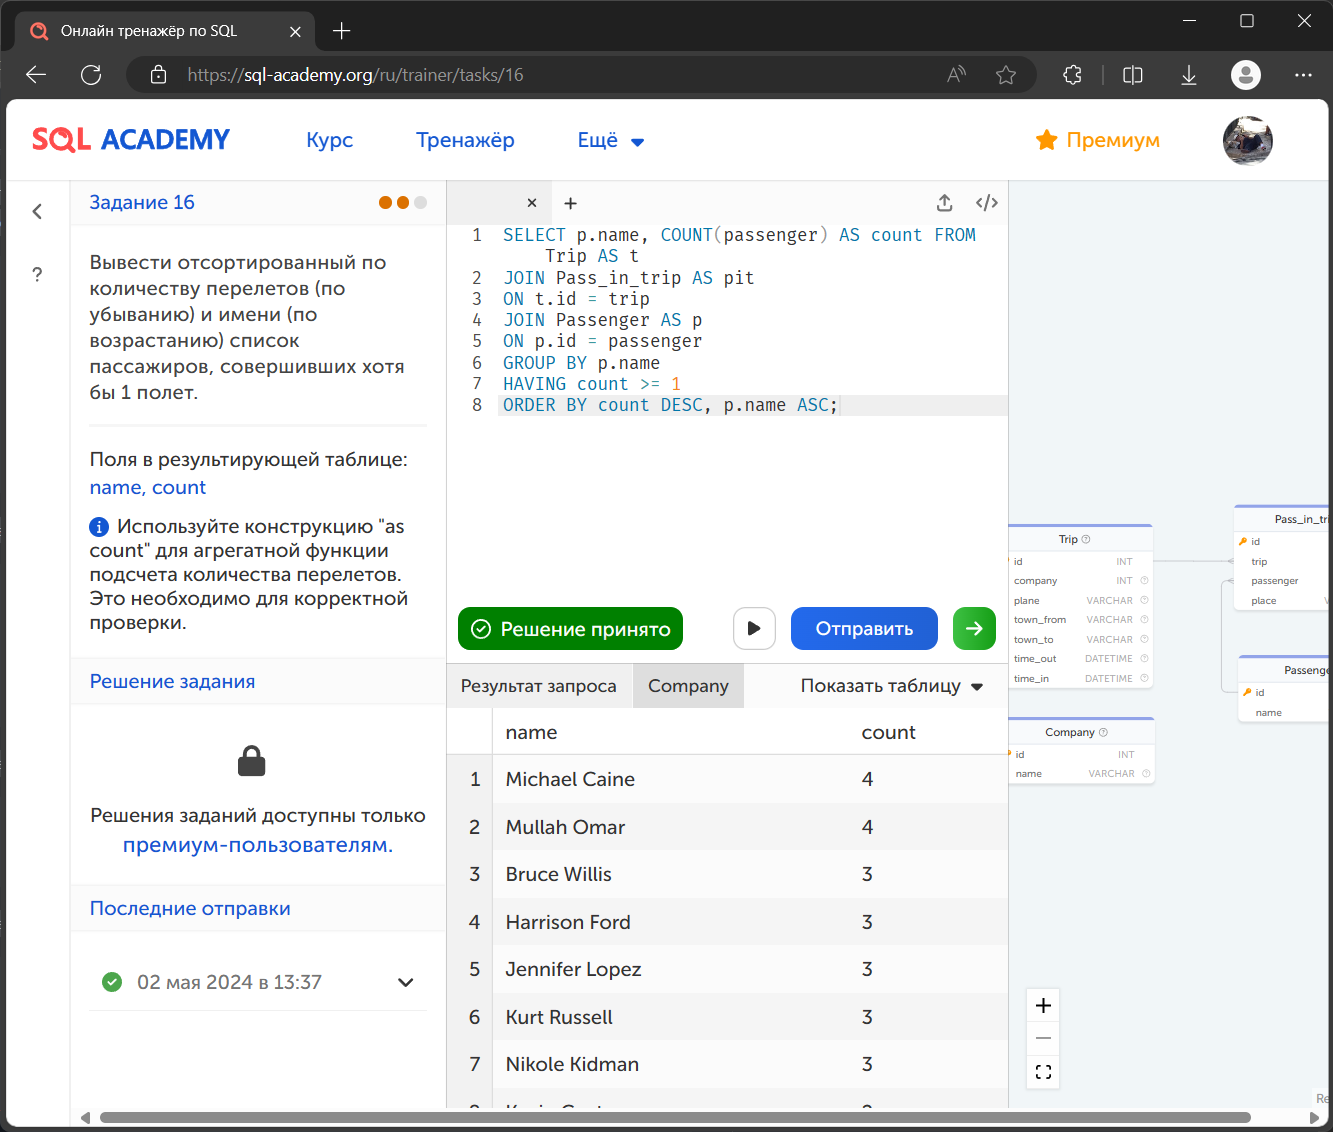 Онлайн тренажёр по SQL
https://sql-academy.org/ru/trainer/tasks/16
SQL ACADEMY
Курс
Тренажёр
Ещё
Премиум
Задание 16
Вывести отсортированный по
количеству перелетов (по
убыванию) и имени (по
возрастанию) список
пассажиров, совершивших хотя
бы 1 полет.
Поля в результирующей таблице:
name, count
Используйте конструкцию "as
count" для агрегатной функции
подсчета количества перелетов.
Это необходимо для корректной
проверки.
Решение задания
Решения заданий доступны только
премиум-пользователям.
Последние отправки
02 мая 2024 в 13:37
1 SELECT p.name, COUNT(passenger) AS count FROM
Trip AS t
2 JOIN Pass_in_trip AS pit
3 ON t.id = trip
4 JOIN Passenger AS p
5 ON p.id = passenger
6 GROUP BY p.name
7 HAVING count >= 1
8 ORDER BY count DESC, p.name ASC;
Решение принято
Отправить
Результат запроса
Company
Показать таблицу
name count
1 Michael Caine 4
2 Mullah Omar 4
3 Bruce Willis 3
4 Harrison Ford 3
5 Jennifer Lopez 3
6 Kurt Russell 3
7 Nikole Kidman 3
Trip
id INT
company INT
plane VARCHAR
town_from VARCHAR
town_to VARCHAR
time_out DATETIME
time_in DATETIME
Company
id INT
name VARCHAR
Pass_in_tri
id
trip
passenger
place
Passenge
id
name
Re